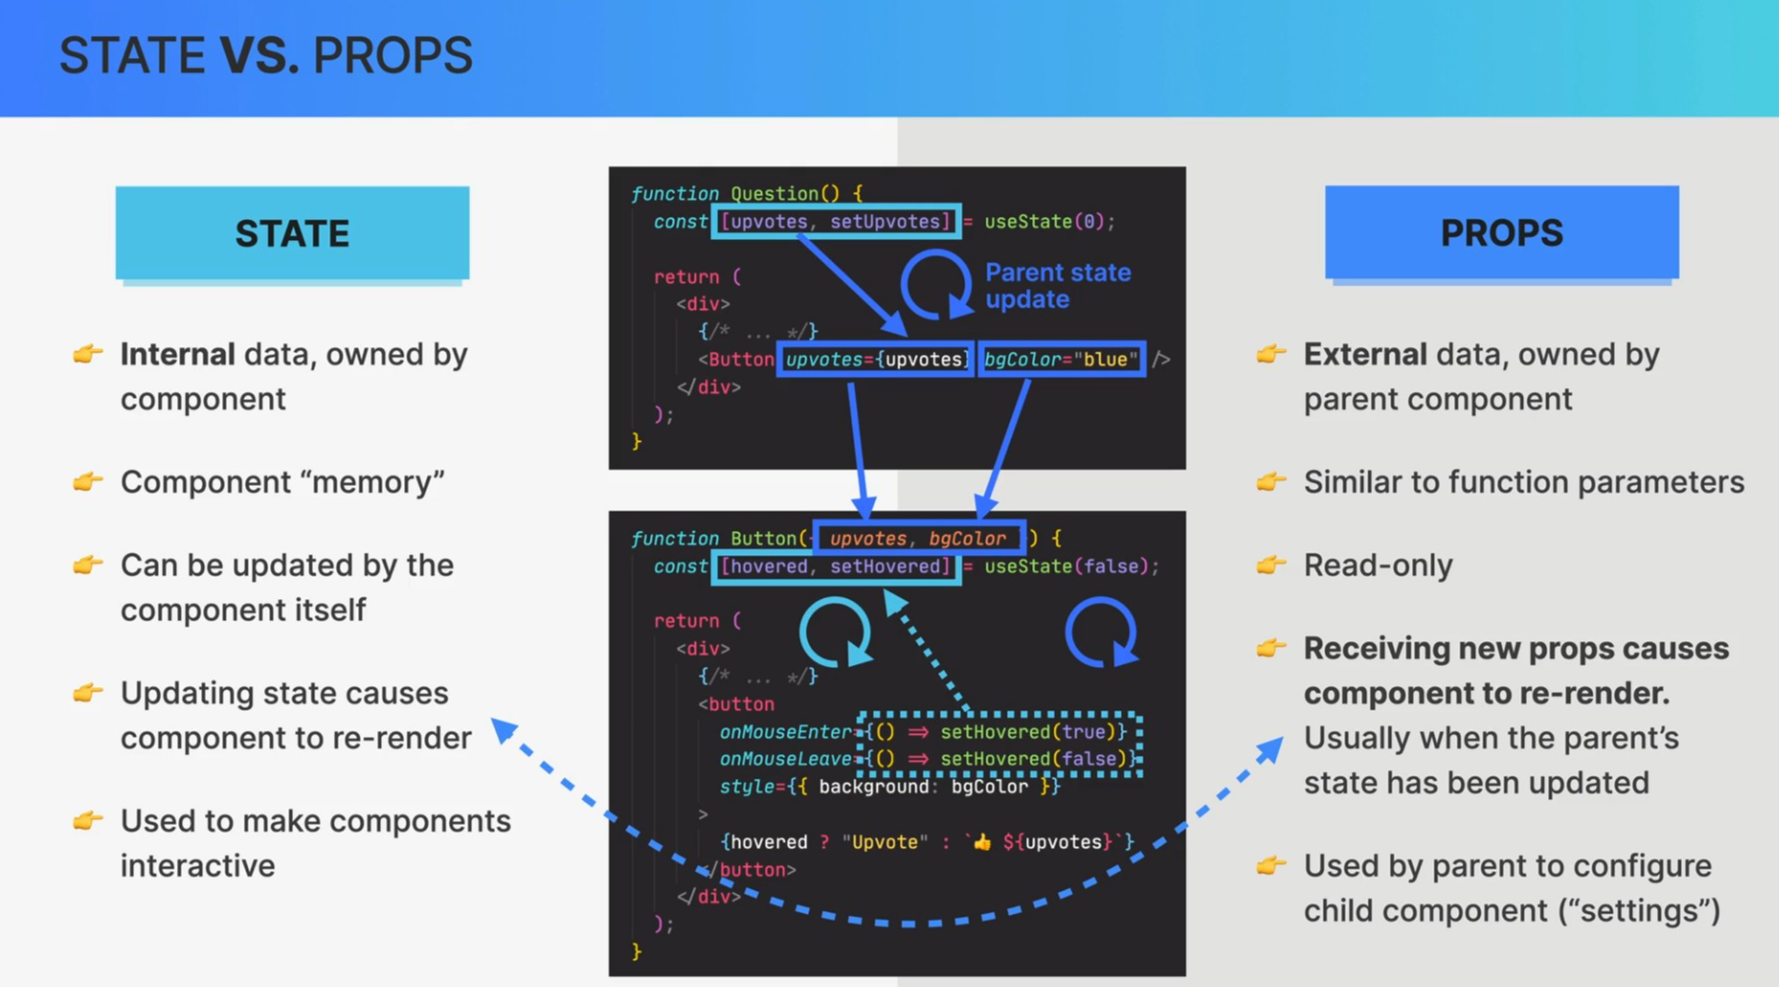 STATE VS. PROPS
STATE
👉 Internal data, owned by
component
👉 Component “memory”
👉 Can be updated by the
component itself
👉 Updating state causes
component to re-render
👉 Used to make components
interactive
function Question() {
const [upvotes, setUpvotes] = useState(0);
return (
<div>
{/* ... */}
<Button upvotes={upvotes} bgColor="blue" />
</div>
);
}
Parent state
update
function Button({ upvotes, bgColor }) {
const [hovered, setHovered] = useState(false);
return (
<div>
{/* ... */}
<button
onMouseEnter={() => setHovered(true)}
onMouseLeave={() => setHovered(false)}
style={{ background: bgColor }}
>
{hovered ? "Upvote" : `👍 ${upvotes}`}
</button>
</div>
);
}
PROPS
👉 External data, owned by
parent component
👉 Similar to function parameters
👉 Read-only
👉 Receiving new props causes
component to re-render.
Usually when the parent’s
state has been updated
👉 Used by parent to configure
child component (“settings”)